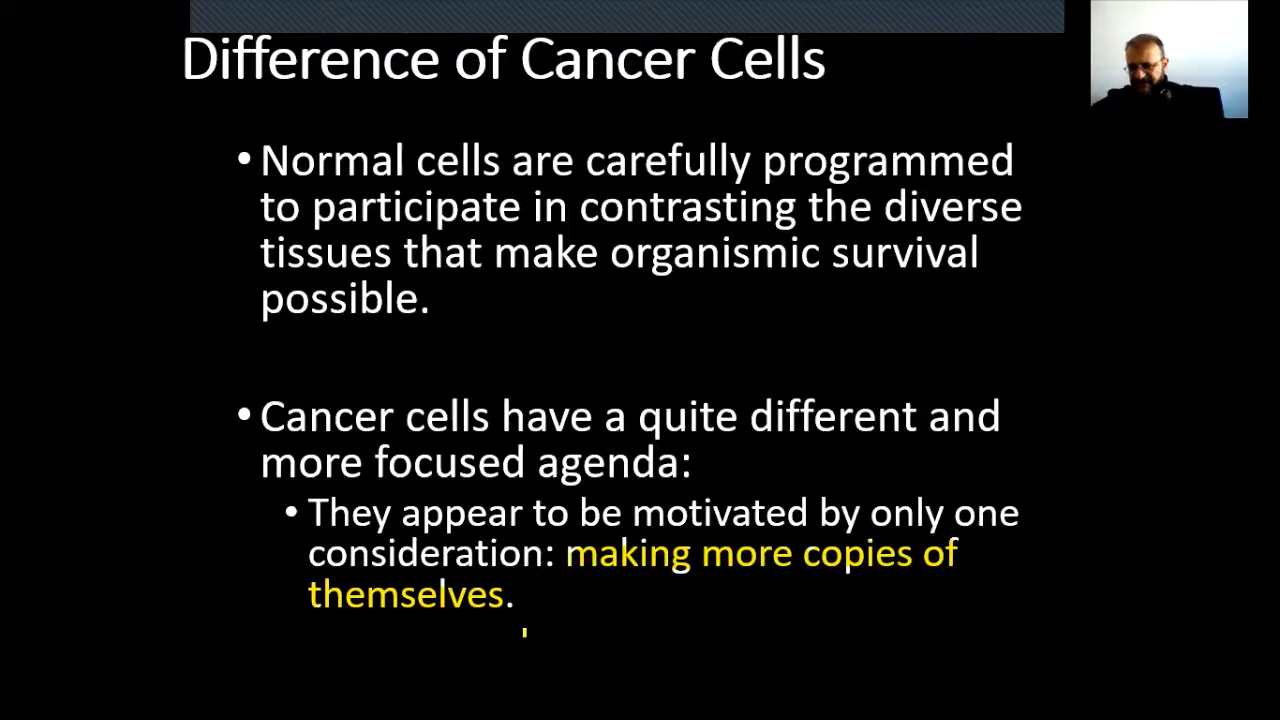 Difference of Cancer Cells
•Normal cells are carefully programmed
to participate in contrasting the diverse
tissues that make organismic survival
possible.
•Cancer cells have a quite different and
more focused agenda:
•They appear to be motivated by only one
consideration: making more copies of
themselves.